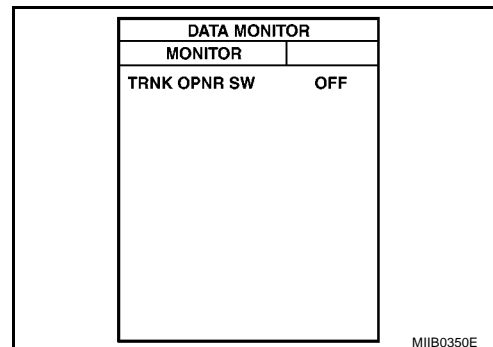 DATA MONITOR
MONITOR
TRNK OPNR SW OFF
MIIB0350E